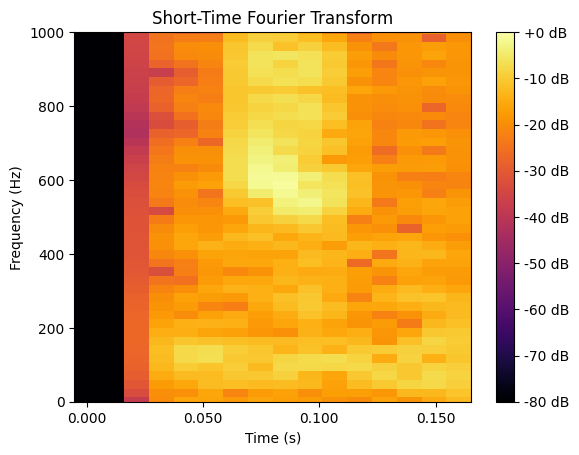 Short-Time Fourier Transform
1000
800
600
400
200
0
Frequency (Hz)
0.000
0.050
0.100
0.150
Time (s)
+0 dB
-10 dB
-20 dB
-30 dB
-40 dB
-50 dB
-60 dB
-70 dB
-80 dB